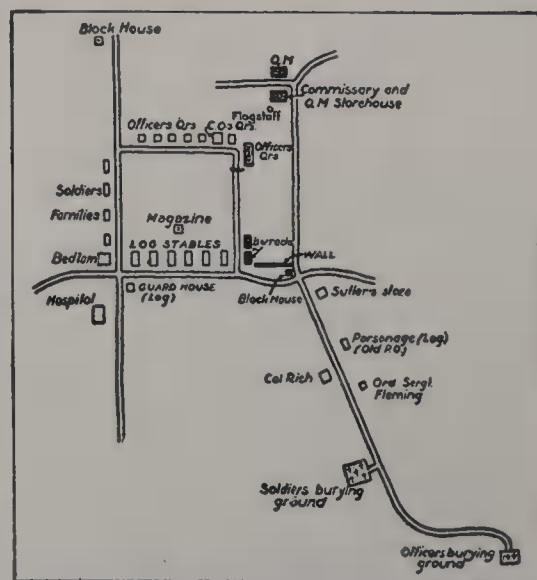 Block House
Q M
Commissary and
Q M Storehouse
Flagstaff
Officers Qrs
C.Os Qrs.
Officers
Qrs
Soldiers
Families
Magazine
LOG STABLES
WALL
Bedlam
GUARD HOUSE
(Log)
Block House
Hospital
Sutler's store
Parsonage (Log)
(Old P.O.)
Col Rich
Ord Sergt.
Fleming
Soldiers burying
ground
Officers burying
ground